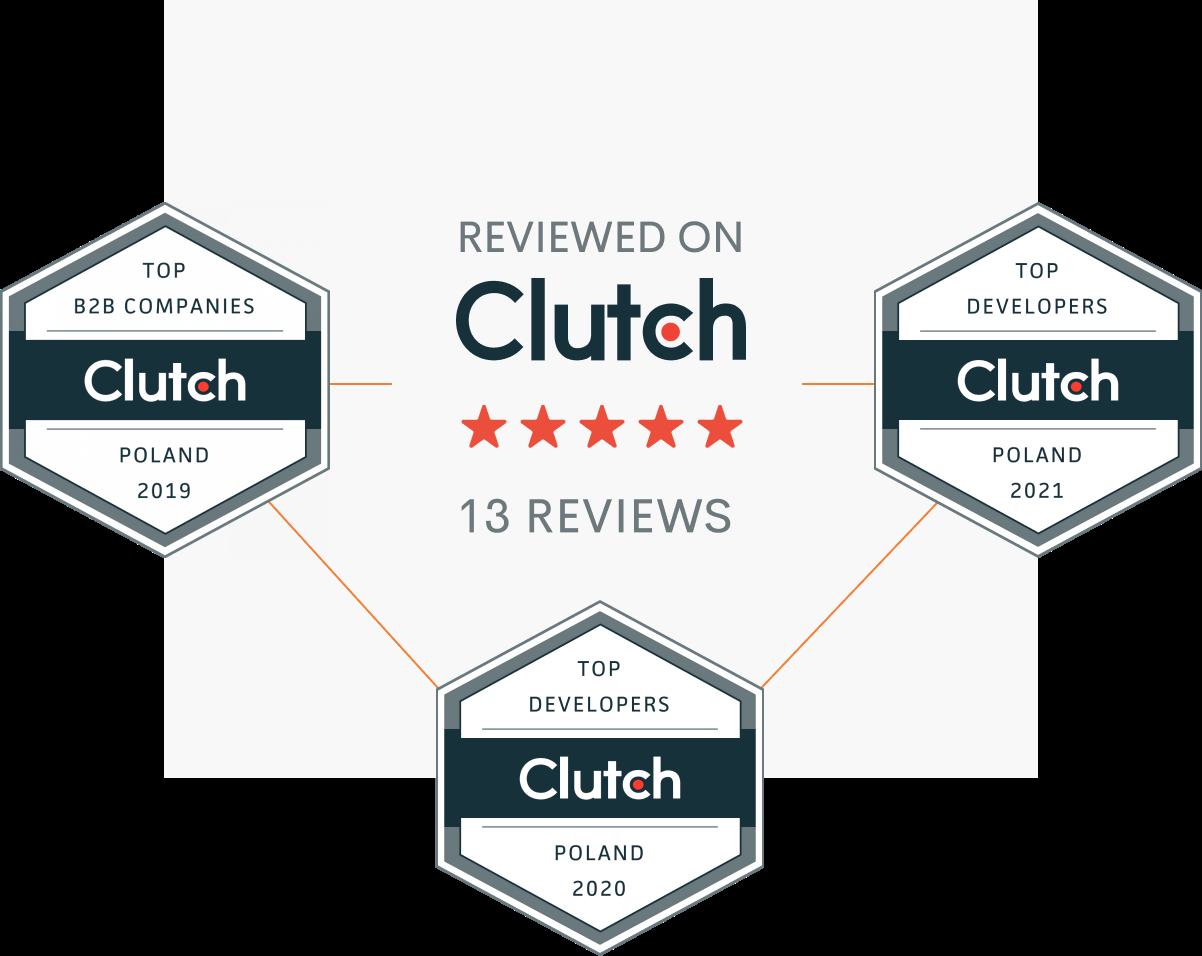 REVIEWED ON
Clutch
13 REVIEWS
TOP
B2B COMPANIES
Clutch
POLAND
2019
TOP
DEVELOPERS
Clutch
POLAND
2021
TOP
DEVELOPERS
Clutch
POLAND
2020